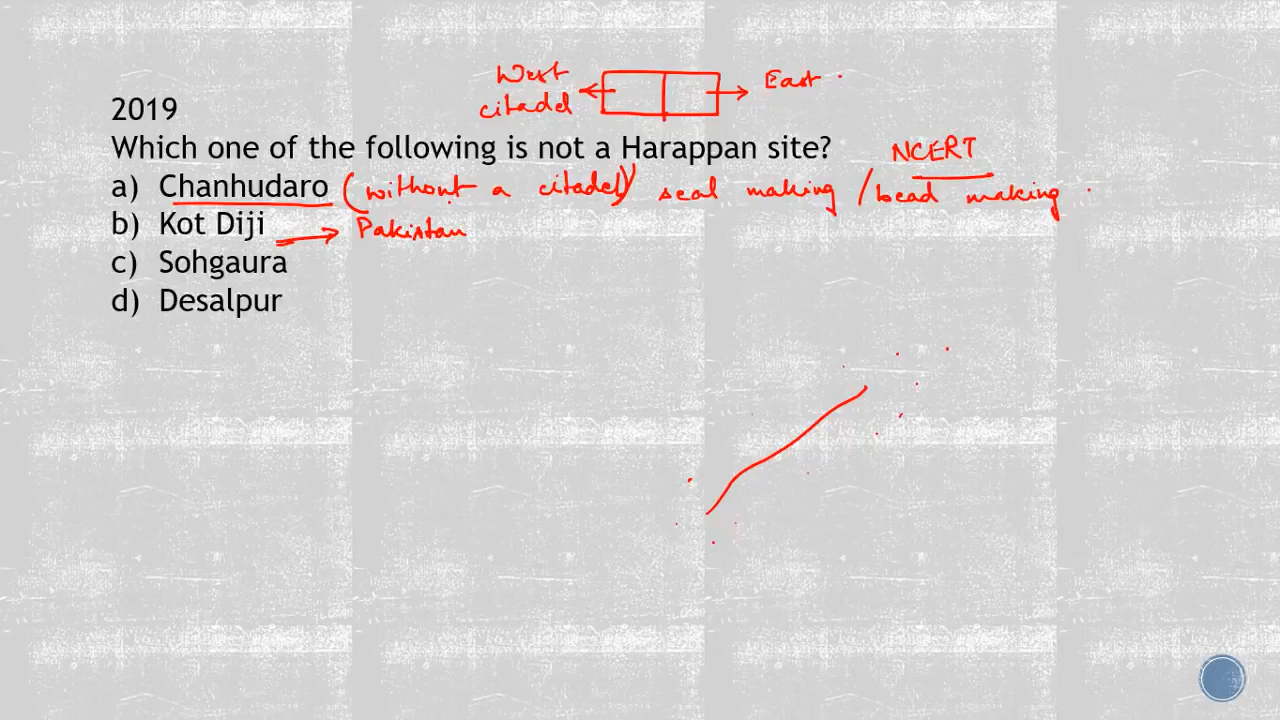 West
citadel
East
2019
Which one of the following is not a Harappan site?
NCERT
a) Chanhudaro (without a citadel) seal making / bead making
b) Kot Diji → Pakistan
c) Sohgaura
d) Desalpur